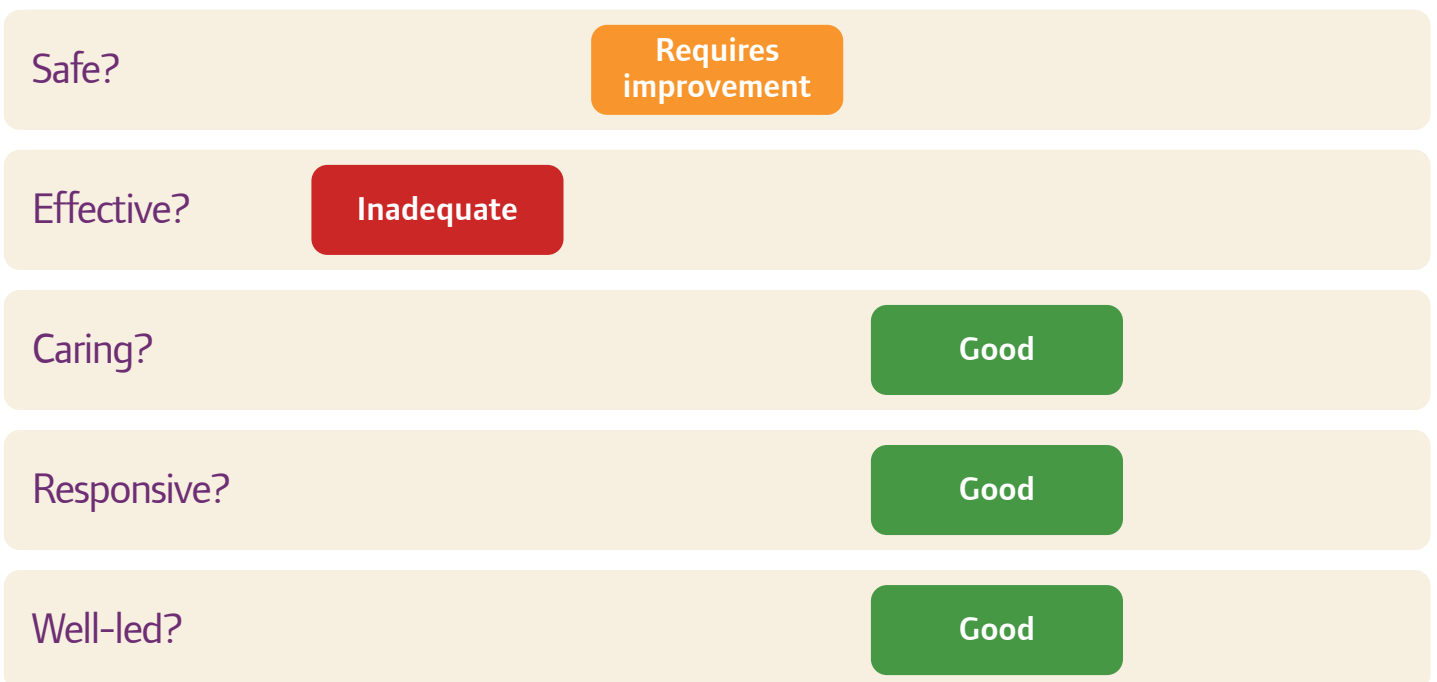 Safe?
Requires
improvement
Effective?
Inadequate
Caring?
Good
Responsive?
Good
Well-led?
Good